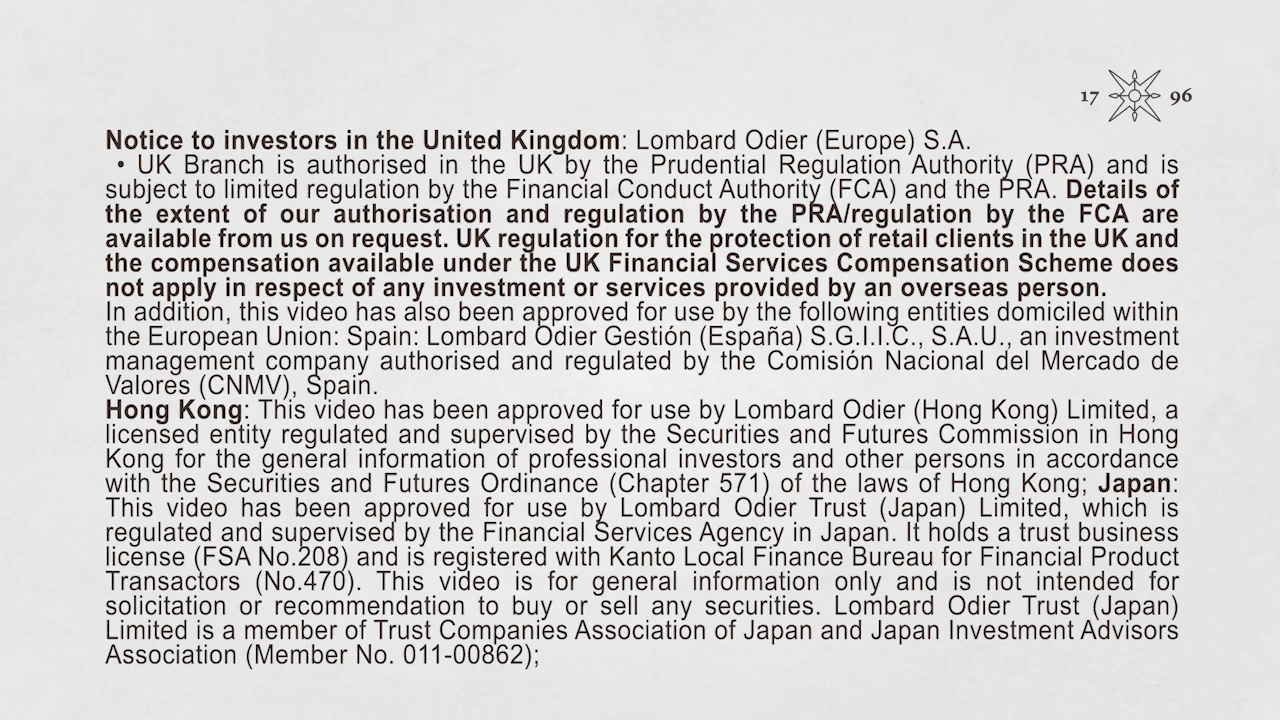 17 96
Notice to investors in the United Kingdom: Lombard Odier (Europe) S.A.
• UK Branch is authorised in the UK by the Prudential Regulation Authority (PRA) and is
subject to limited regulation by the Financial Conduct Authority (FCA) and the PRA. Details of
the extent of our authorisation and regulation by the PRA/regulation by the FCA are
available from us on request. UK regulation for the protection of retail clients in the UK and
the compensation available under the UK Financial Services Compensation Scheme does
not apply in respect of any investment or services provided by an overseas person.
In addition, this video has also been approved for use by the following entities domiciled within
the European Union: Spain: Lombard Odier Gestión (España) S.G.I.I.C., S.A.U., an investment
management company authorised and regulated by the Comisión Nacional del Mercado de
Valores (CNMV), Spain.
Hong Kong: This video has been approved for use by Lombard Odier (Hong Kong) Limited, a
licensed entity regulated and supervised by the Securities and Futures Commission in Hong
Kong for the general information of professional investors and other persons in accordance
with the Securities and Futures Ordinance (Chapter 571) of the laws of Hong Kong; Japan:
This video has been approved for use by Lombard Odier Trust (Japan) Limited, which is
regulated and supervised by the Financial Services Agency in Japan. It holds a trust business
license (FSA No.208) and is registered with Kanto Local Finance Bureau for Financial Product
Transactors (No.470). This video is for general information only and is not intended for
solicitation or recommendation to buy or sell any securities. Lombard Odier Trust (Japan)
Limited is a member of Trust Companies Association of Japan and Japan Investment Advisors
Association (Member No. 011-00862);